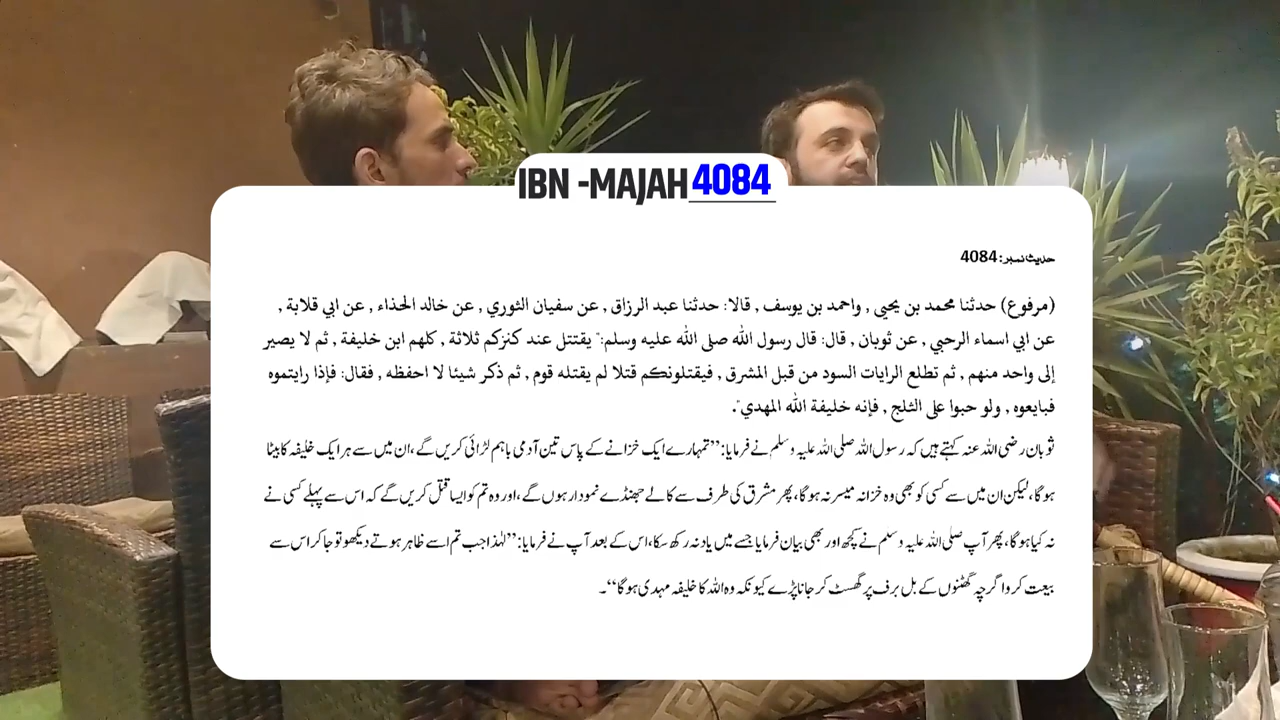 IBN -MAJAH 4084
حدیث نمبر: 4084
(مرفوع) حدثنا محمد بن يحيى , واحمد بن يوسف , قالا: حدثنا عبد الرزاق , عن سفيان الثوري , عن خالد الحذاء , عن ابي قلابة ,
عن ابي اسماء الرحبي , عن ثوبان , قال: قال رسول الله صلى الله عليه وسلم:" يقتتل عند كنزكم ثلاثة , كلهم ابن خليفة , ثم لا يصير
إلى واحد منهم , ثم تطلع الرايات السود من قبل المشرق , فيقتلونكم قتلا لم يقتله قوم , ثم ذكر شيئا لا احفظه , فقال: فإذا رايتموه
فبايعوه , ولو حبوا على الثلج , فإنه خليفة الله المهدي".
ثوبان رضی اللہ عنہ کہتے ہیں کہ رسول اللہ صلی اللہ علیہ وسلم نے فرمایا: ”تمہارے ایک خزانے کے پاس تین آدمی باہم لڑائی کریں گے، ان میں سے ہر ایک خلیفہ کا بیٹا
ہو گا، لیکن ان میں سے کسی کو بھی وہ خزانہ میسر نہ ہو گا، پھر مشرق کی طرف سے کالے جھنڈے نمودار ہوں گے، اور وہ تم کو ایسا قتل کریں گے کہ اس سے پہلے کسی نے
نہ کیا ہو گا، پھر آپ صلی اللہ علیہ وسلم نے کچھ اور بھی بیان فرمایا جسے میں یاد نہ رکھ سکا، اس کے بعد آپ نے فرمایا: ”لہٰذا جب تم اسے ظاہر ہوتے دیکھو تو جا کر اس سے
بیعت کرو اگرچہ گھٹنوں کے بل برف پر گھسٹ کر جانا پڑے کیونکہ وہ اللہ کا خلیفہ مہدی ہو گا“۔